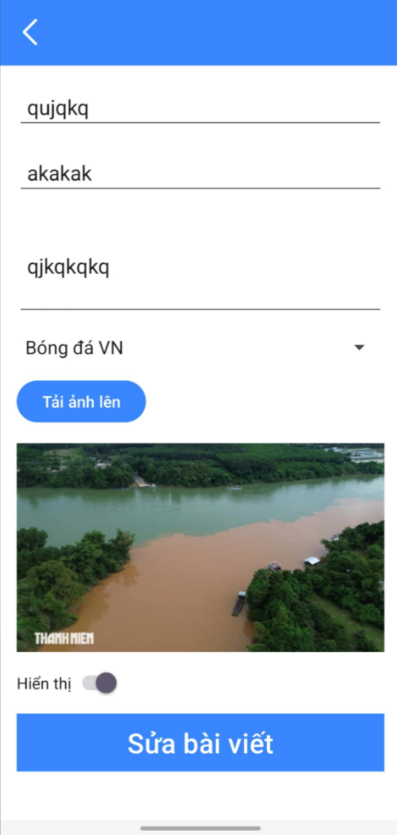 qujqkq
akakak
qjkqkqkq
Bóng đá VN
Tải ảnh lên
THANH NIEN
Hiển thị
Sửa bài viết